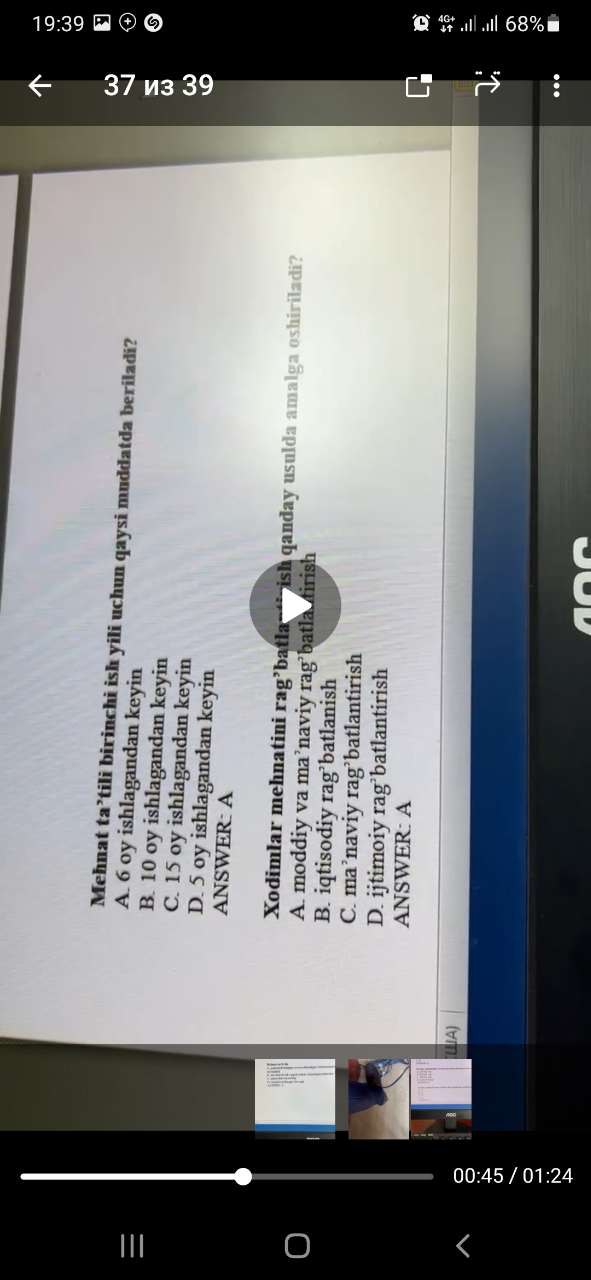 19:39
4G+
68%
37 из 39
Mehnat ta’tili birinchi ish yili uchun qaysi muddatda beriladi?
A. 6 oy ishlagandan keyin
B. 10 oy ishlagandan keyin
C. 15 oy ishlagandan keyin
D. 5 oy ishlagandan keyin
ANSWER: A
Xodimlar mehnatini rag’batlantirish qanday usulda amalga oshiriladi?
A. moddiy va ma’naviy rag’batlantirish
B. iqtisodiy rag’batlanish
C. ma’naviy rag’batlantirish
D. ijtimoiy rag’batlantirish
ANSWER: A
США)
AOC
00:45 / 01:24